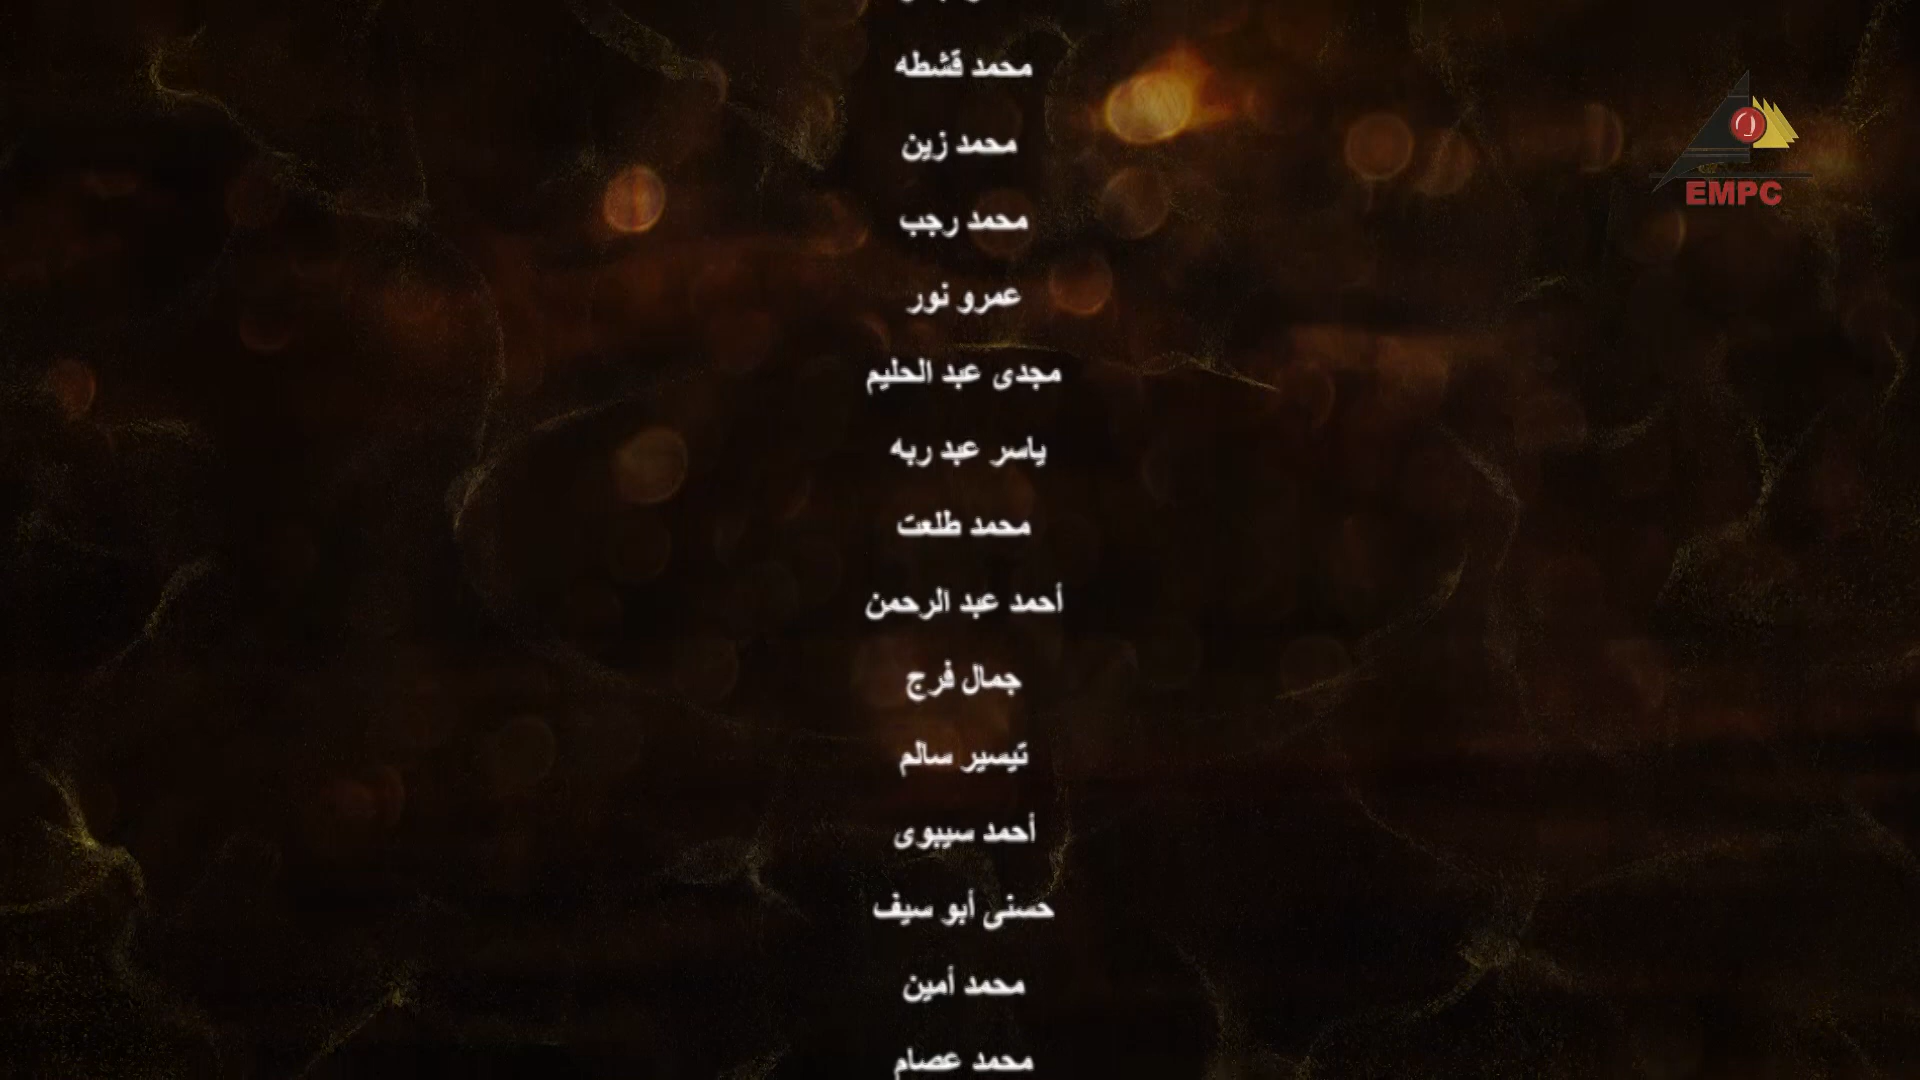 محمد قشطه
محمد زين
محمد رجب
عمرو نور
مجدى عبد الحليم
ياسر عبد ربه
محمد طلعت
أحمد عبد الرحمن
جمال فرج
تيسير سالم
أحمد سيبوى
حسنى أبو سيف
محمد أمين
محمد عصام
EMPC